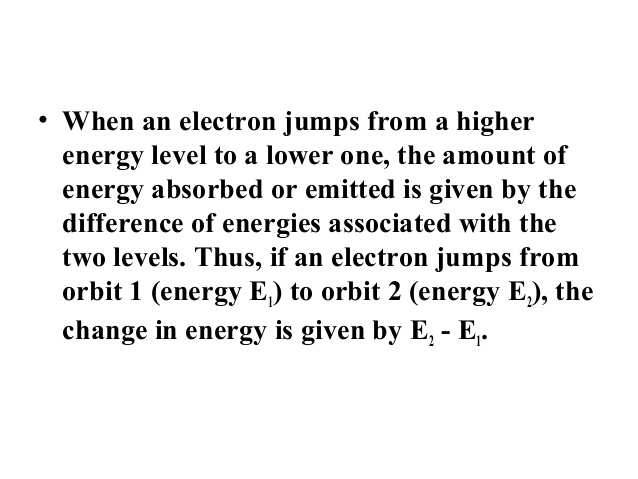 • When an electron jumps from a higher
energy level to a lower one, the amount of
energy absorbed or emitted is given by the
difference of energies associated with the
two levels. Thus, if an electron jumps from
orbit 1 (energy E₁) to orbit 2 (energy E₂), the
change in energy is given by E₂ - E₁.